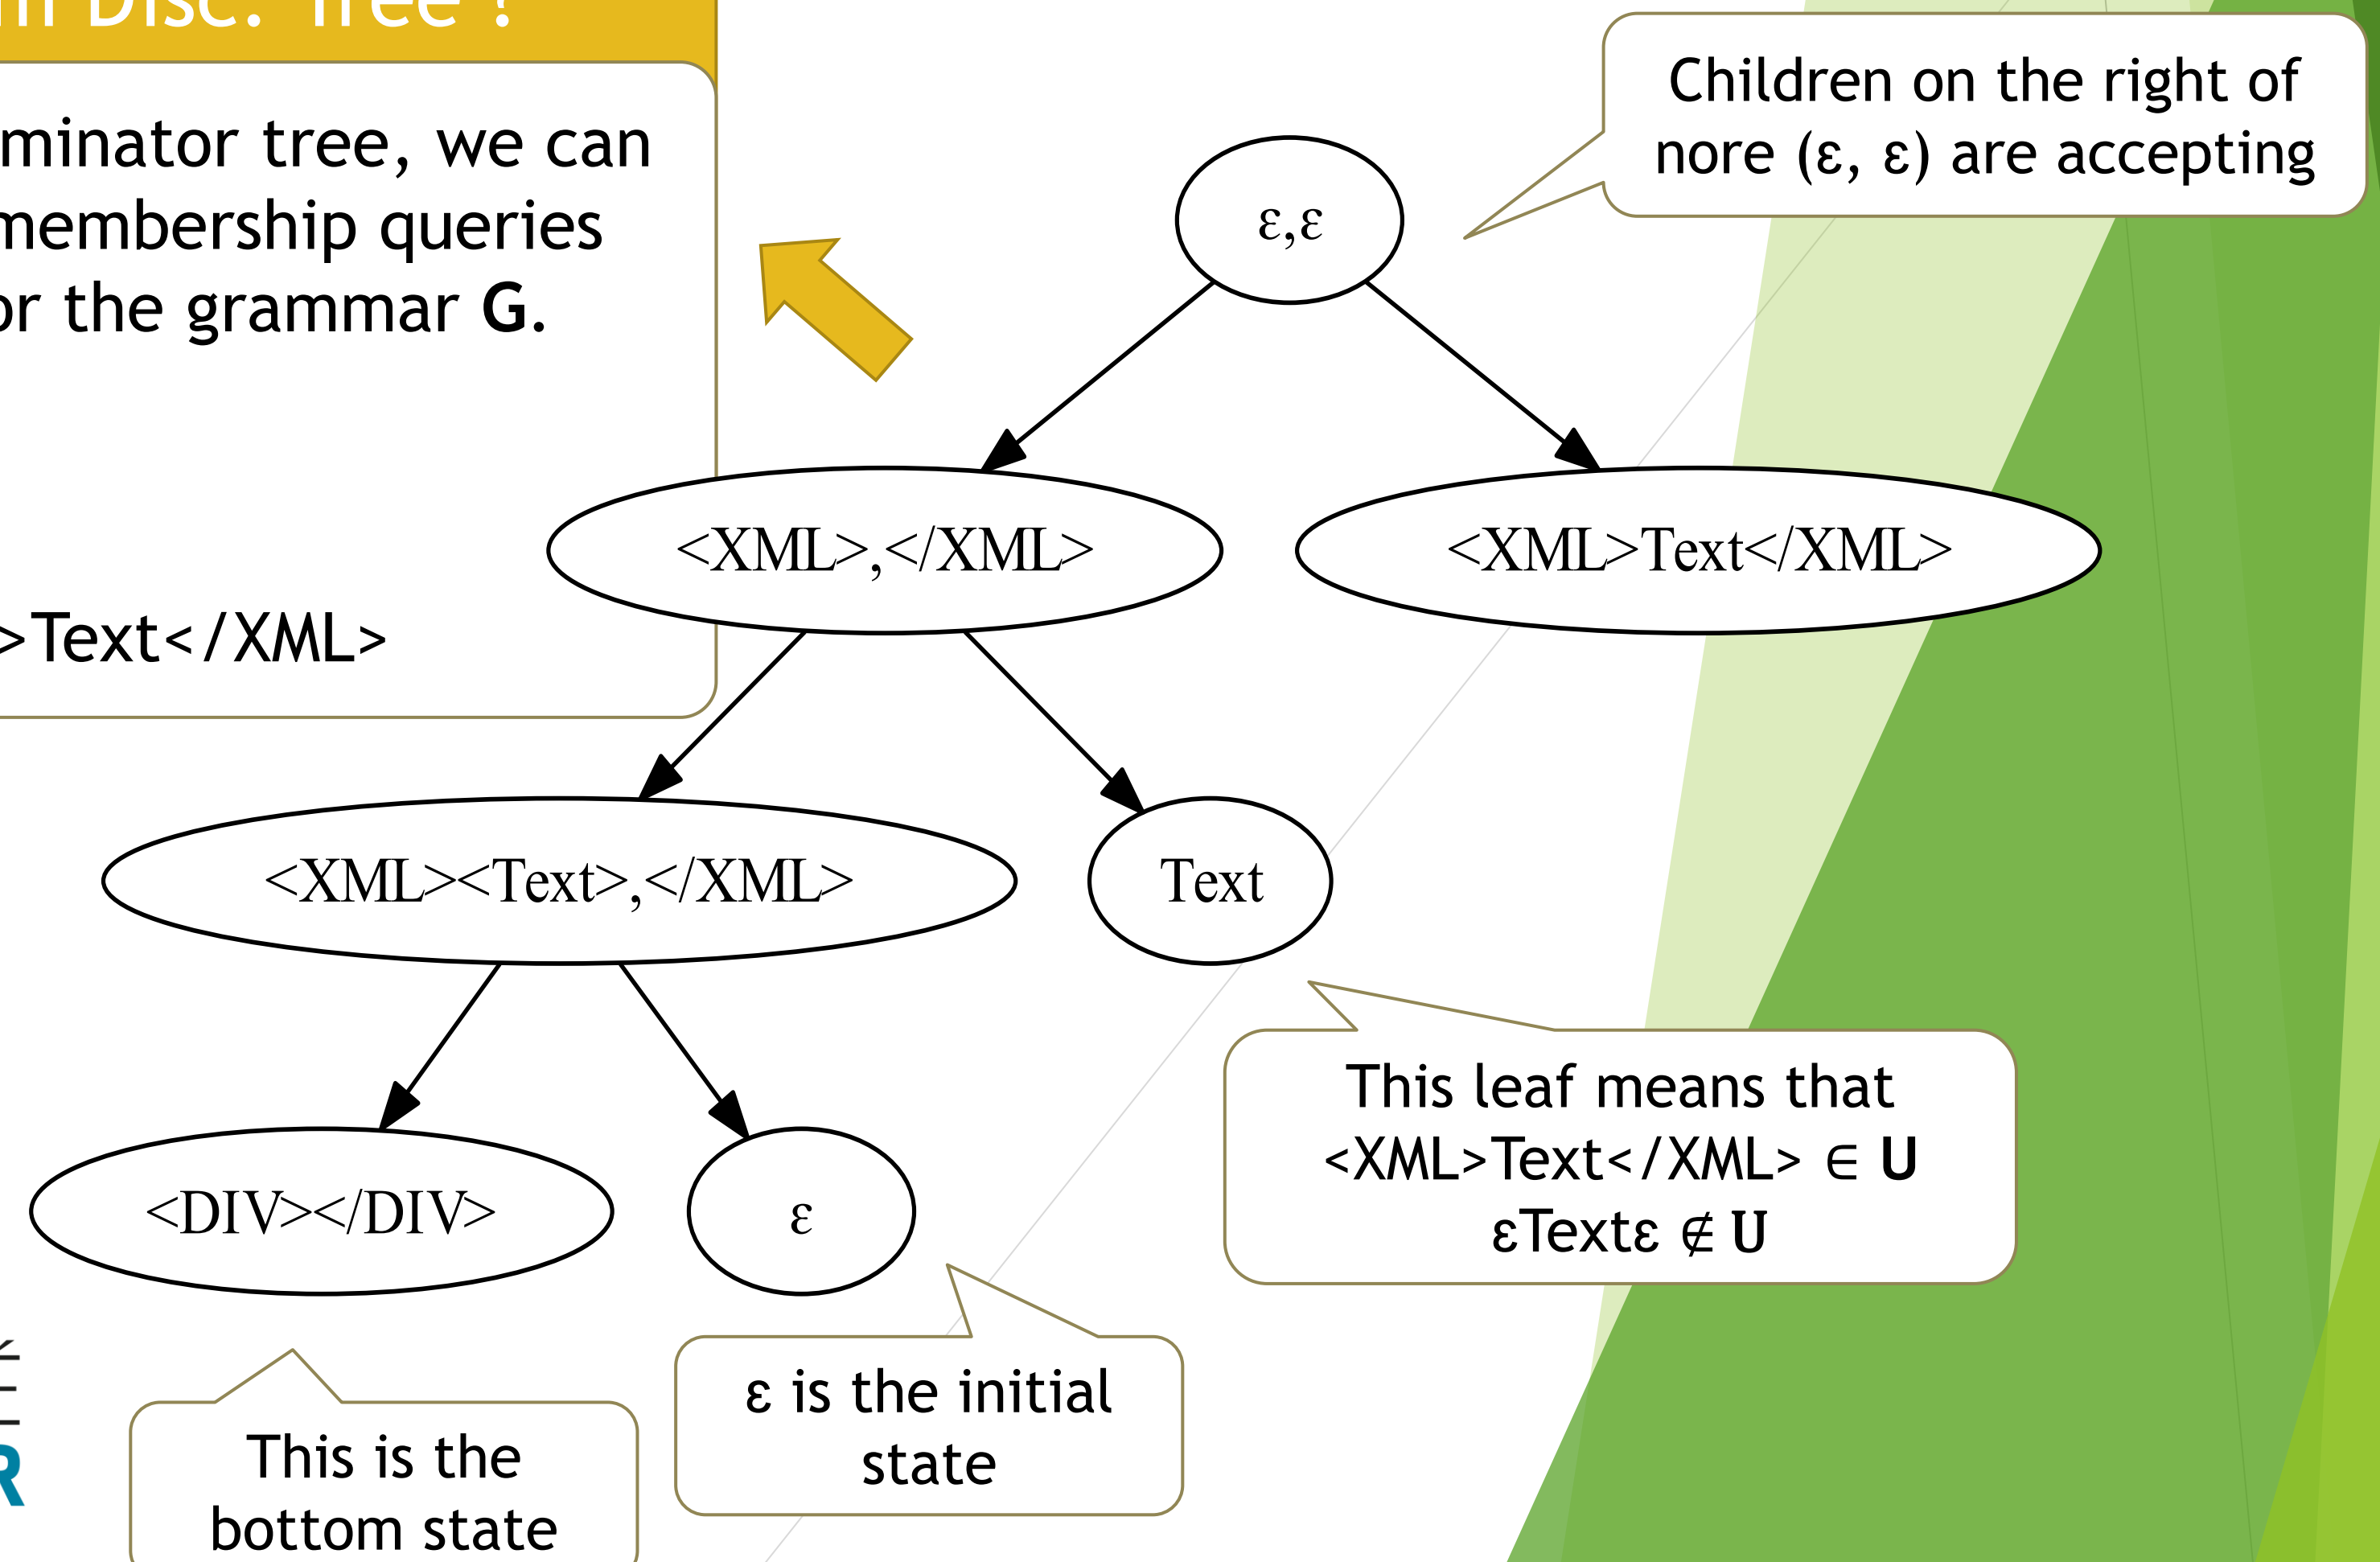 Disc. Tree?
minator tree, we can
membership queries
or the grammar G.
>Text</XML>
Children on the right of
nore (ε, ε) are accepting
ε,ε
<XML>,</XML>
<XML>Text</XML>
<XML><Text>,</XML>
Text
<DIV></DIV>
ε
This leaf means that
<XML>Text</XML> ∈ U
εTextε ∉ U
ε is the initial
state
This is the
bottom state
R